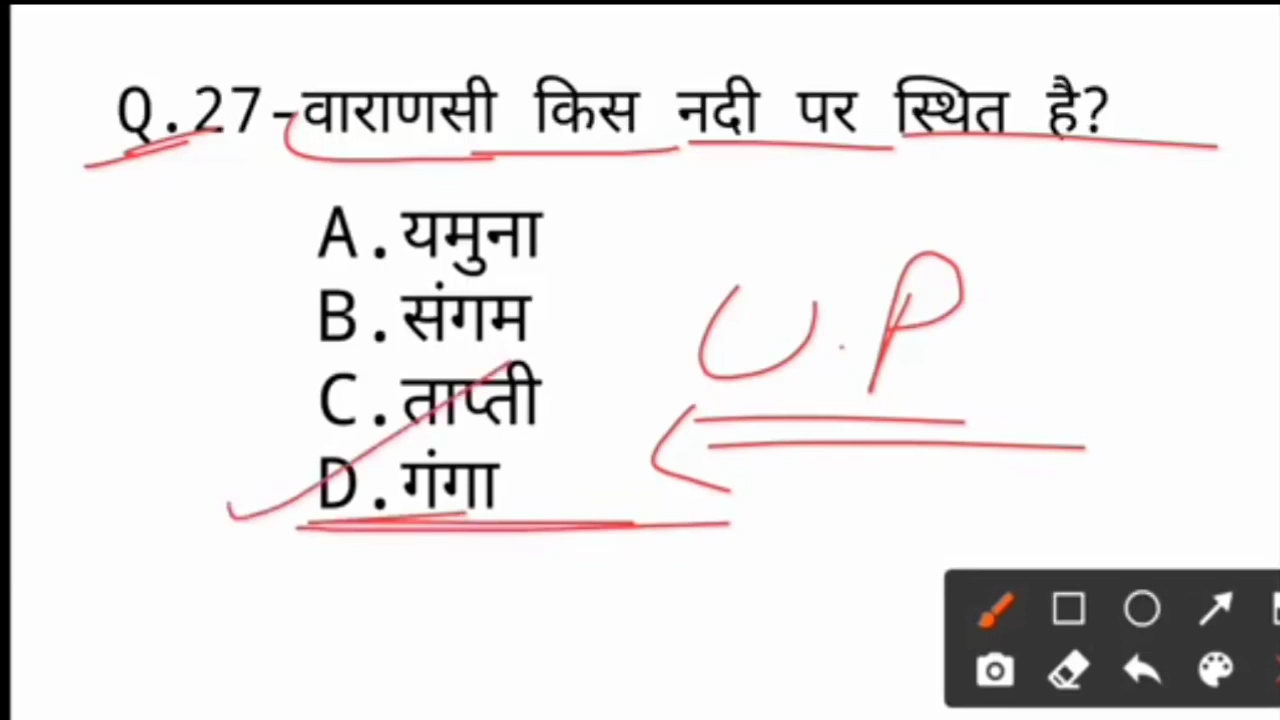 Q.27-वाराणसी किस नदी पर स्थित है?
A.यमुना
B.संगम
U.P
C.ताप्ती
D.गंगा